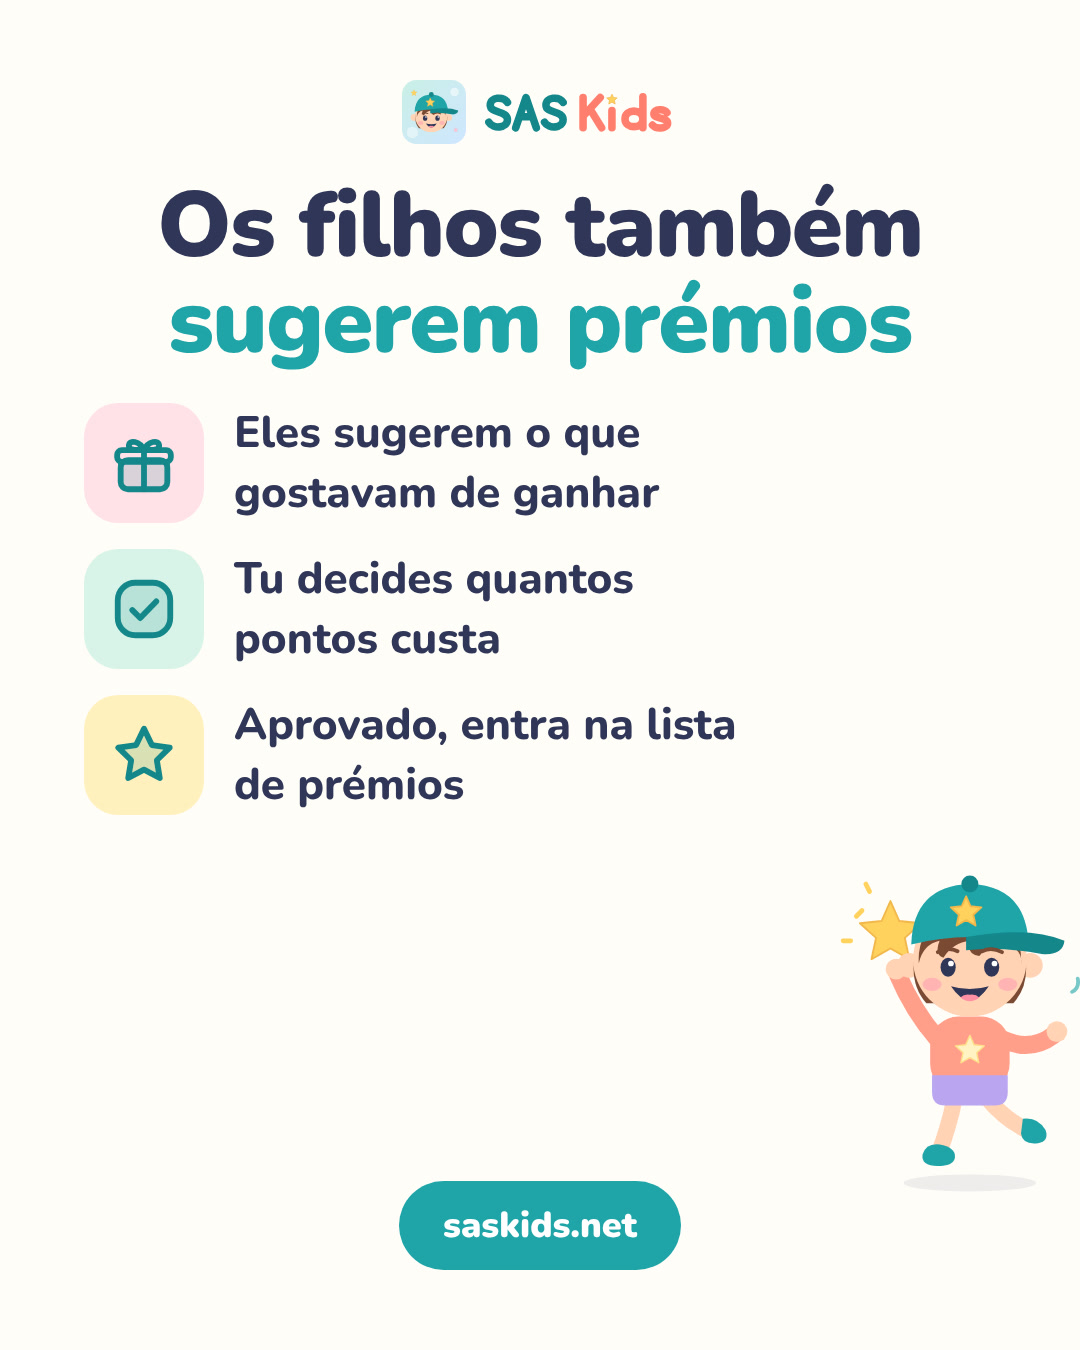 SAS Kids
Os filhos também
sugerem prémios
Eles sugerem o que
gostavam de ganhar
Tu decides quantos
pontos custa
Aprovado, entra na lista
de prémios
saskids.net